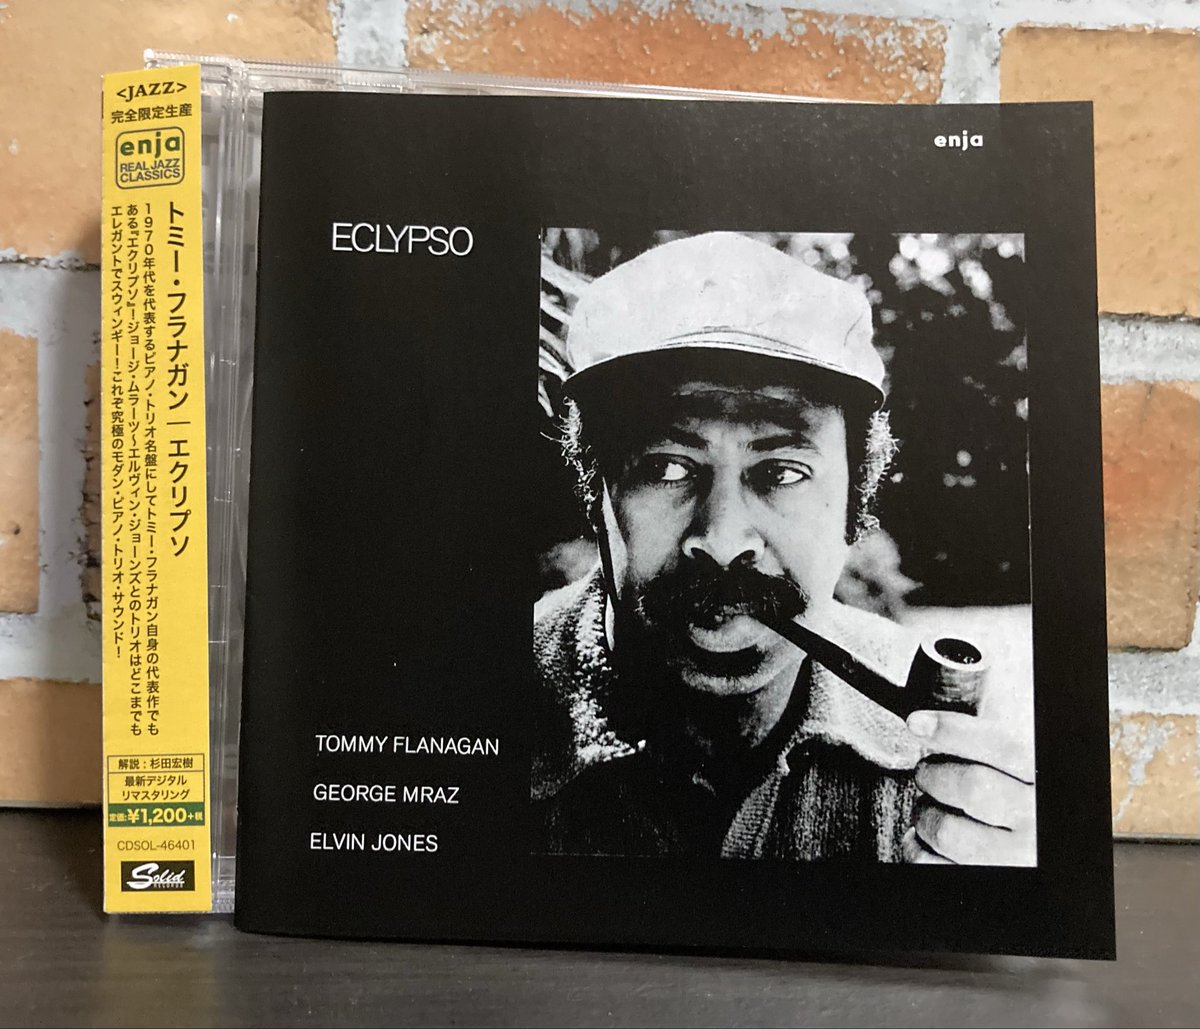 <JAZZ>
完全限定生産
enja
REAL JAZZ
CLASSICS
トミー・フラナガン｜エクリプソ
1970年代を代表するピアノ・トリオ名盤にしてトミー・フラナガン自身の代表作でも
ある『エクリプソ』！ジョージ・ムラーツ～エルヴィン・ジョーンズとのトリオはどこまでも
エレガントでスウィンギー！これぞ究極のモダン・ピアノ・トリオ・サウンド！
解説：杉田宏樹
最新デジタル
リマスタリング
定価:¥1,200+税
CDSOL-46401
Solid
RECORDS
enja
ECLYPSO
TOMMY FLANAGAN
GEORGE MRAZ
ELVIN JONES